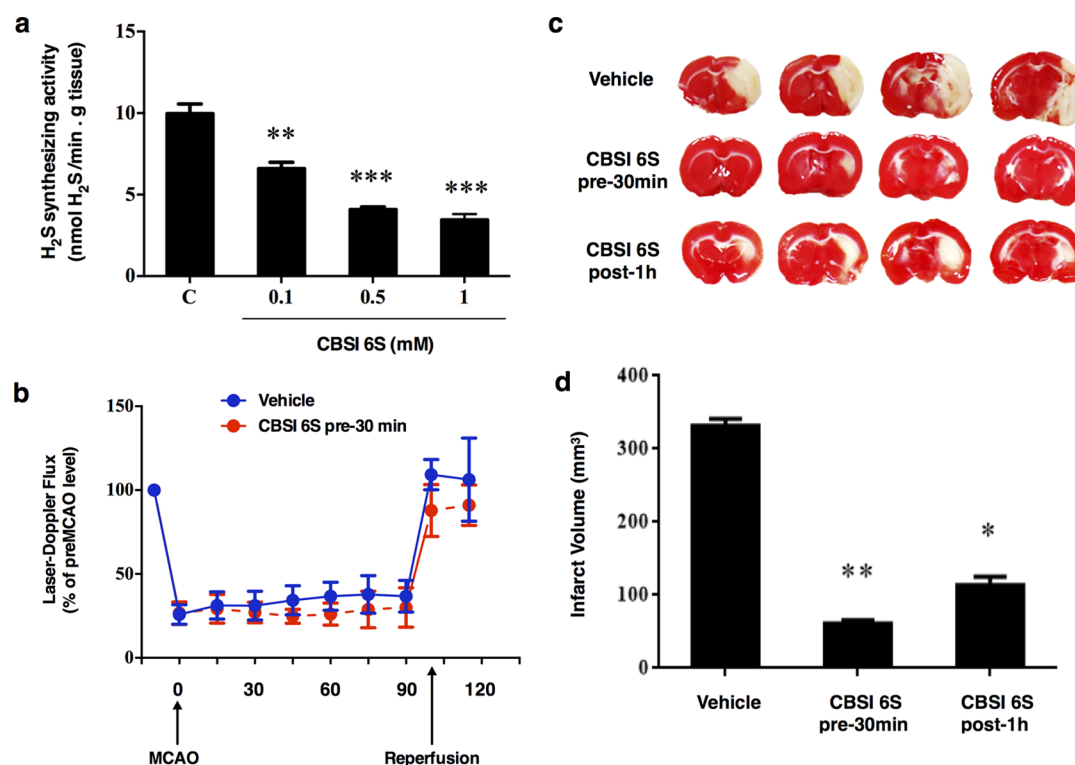 a
H₂S synthesizing activity
(nmol H₂S /min . g tissue)
15
10
5
0
**
***
***
C
0.1
0.5
1
CBSI 6S (mM)
b
Vehicle
CBSI 6S pre-30 min
Laser-Doppler Flux
(% of preMCAO level)
150
100
50
0
0
30
60
90
120
MCAO
Reperfusion
c
Vehicle
CBSI 6S
pre-30min
CBSI 6S
post-1h
d
Infarct Volume (mm³)
400
300
200
100
0
**
*
Vehicle
CBSI 6S
pre-30min
CBSI 6S
post-1h